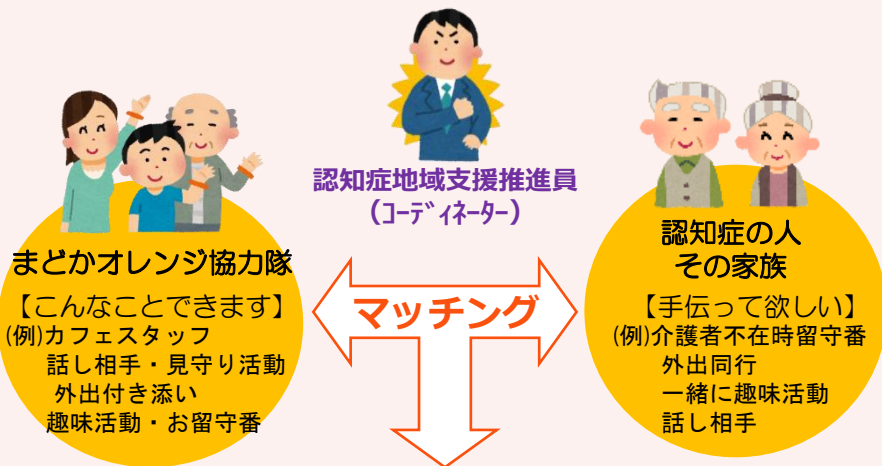 認知症地域支援推進員
(コーディネーター)
まどかオレンジ協力隊
【こんなことできます】
(例)カフェスタッフ
話し相手・見守り活動
外出付き添い
趣味活動・お留守番
マッチング
認知症の人
その家族
【手伝って欲しい】
(例)介護者不在時留守番
外出同行
一緒に趣味活動
話し相手